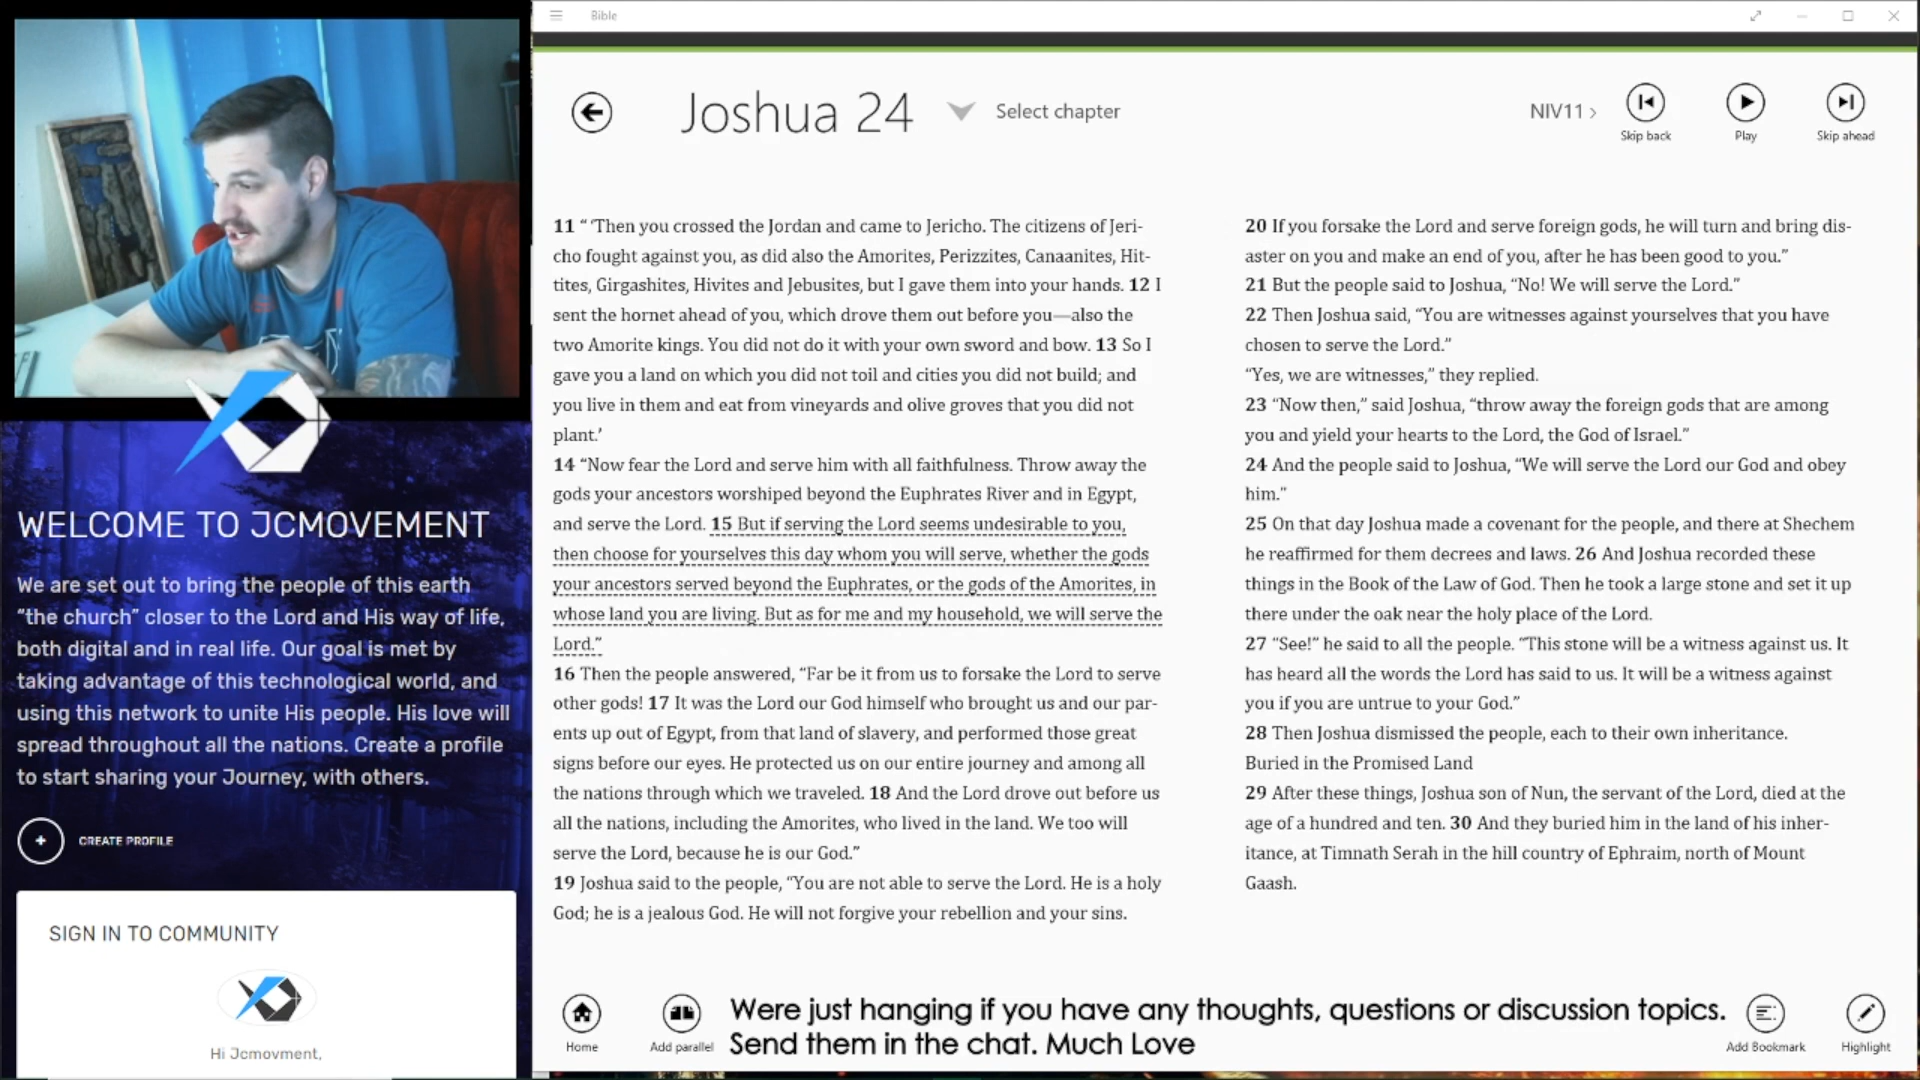 Bible
Joshua 24
Select chapter
NIV11 >
Skip back
Play
Skip ahead
11 “ ‘Then you crossed the Jordan and came to Jericho. The citizens of Jeri-
cho fought against you, as did also the Amorites, Perizzites, Canaanites, Hit-
tites, Girgashites, Hivites and Jebusites, but I gave them into your hands. 12 I
sent the hornet ahead of you, which drove them out before you—also the
two Amorite kings. You did not do it with your own sword and bow. 13 So I
gave you a land on which you did not toil and cities you did not build; and
you live in them and eat from vineyards and olive groves that you did not
plant.’
14 “Now fear the Lord and serve him with all faithfulness. Throw away the
gods your ancestors worshiped beyond the Euphrates River and in Egypt,
and serve the Lord. 15 But if serving the Lord seems undesirable to you,
then choose for yourselves this day whom you will serve, whether the gods
your ancestors served beyond the Euphrates, or the gods of the Amorites, in
whose land you are living. But as for me and my household, we will serve the
Lord.”
16 Then the people answered, “Far be it from us to forsake the Lord to serve
other gods! 17 It was the Lord our God himself who brought us and our par-
ents up out of Egypt, from that land of slavery, and performed those great
signs before our eyes. He protected us on our entire journey and among all
the nations through which we traveled. 18 And the Lord drove out before us
all the nations, including the Amorites, who lived in the land. We too will
serve the Lord, because he is our God.”
19 Joshua said to the people, “You are not able to serve the Lord. He is a holy
God; he is a jealous God. He will not forgive your rebellion and your sins.
20 If you forsake the Lord and serve foreign gods, he will turn and bring dis-
aster on you and make an end of you, after he has been good to you.”
21 But the people said to Joshua, “No! We will serve the Lord.”
22 Then Joshua said, “You are witnesses against yourselves that you have
chosen to serve the Lord.”
“Yes, we are witnesses,” they replied.
23 “Now then,” said Joshua, “throw away the foreign gods that are among
you and yield your hearts to the Lord, the God of Israel.”
24 And the people said to Joshua, “We will serve the Lord our God and obey
him.”
25 On that day Joshua made a covenant for the people, and there at Shechem
he reaffirmed for them decrees and laws. 26 And Joshua recorded these
things in the Book of the Law of God. Then he took a large stone and set it up
there under the oak near the holy place of the Lord.
27 “See!” he said to all the people. “This stone will be a witness against us. It
has heard all the words the Lord has said to us. It will be a witness against
you if you are untrue to your God.”
28 Then Joshua dismissed the people, each to their own inheritance.
Buried in the Promised Land
29 After these things, Joshua son of Nun, the servant of the Lord, died at the
age of a hundred and ten. 30 And they buried him in the land of his inher-
itance, at Timnath Serah in the hill country of Ephraim, north of Mount
Gaash.
WELCOME TO JCMOVEMENT
We are set out to bring the people of this earth
“the church” closer to the Lord and His way of life,
both digital and in real life. Our goal is met by
taking advantage of this technological world, and
using this network to unite His people. His love will
spread throughout all the nations. Create a profile
to start sharing your Journey, with others.
+ CREATE PROFILE
SIGN IN TO COMMUNITY
Hi Jcmovment,
Home
Add parallel
Were just hanging if you have any thoughts, questions or discussion topics.
Send them in the chat. Much Love
Add Bookmark
Highlight